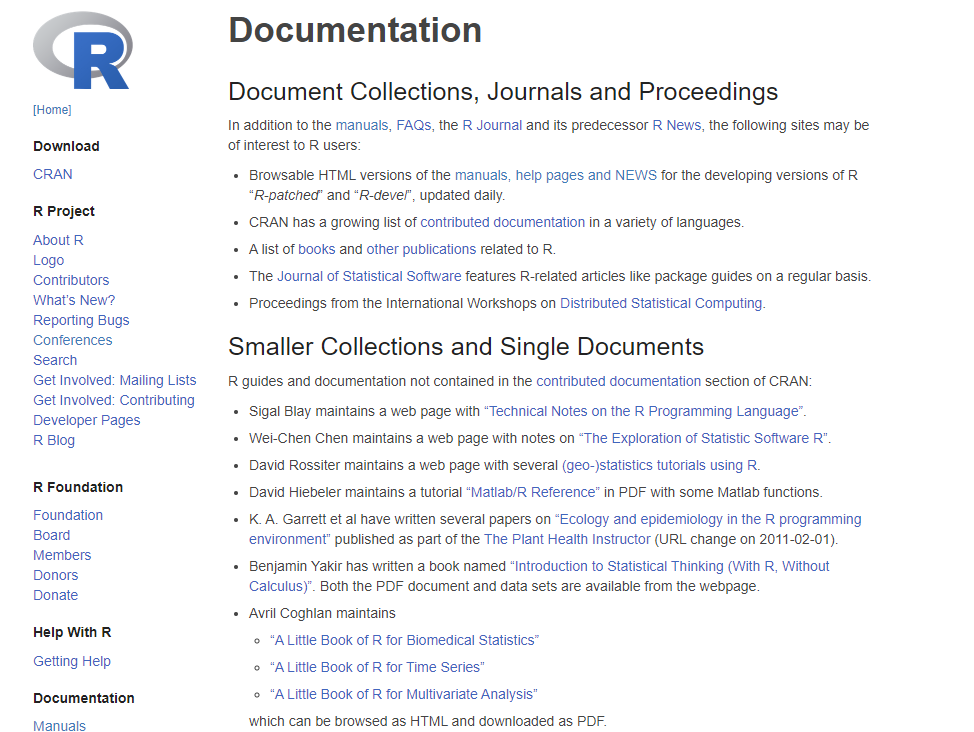 R
[Home]
Download
CRAN
R Project
About R
Logo
Contributors
What's New?
Reporting Bugs
Conferences
Search
Get Involved: Mailing Lists
Get Involved: Contributing
Developer Pages
R Blog
R Foundation
Foundation
Board
Members
Donors
Donate
Help With R
Getting Help
Documentation
Manuals
Documentation
Document Collections, Journals and Proceedings
In addition to the manuals, FAQs, the R Journal and its predecessor R News, the following sites may be
of interest to R users:
• Browsable HTML versions of the manuals, help pages and NEWS for the developing versions of R
“R-patched” and “R-devel”, updated daily.
• CRAN has a growing list of contributed documentation in a variety of languages.
• A list of books and other publications related to R.
• The Journal of Statistical Software features R-related articles like package guides on a regular basis.
• Proceedings from the International Workshops on Distributed Statistical Computing.
Smaller Collections and Single Documents
R guides and documentation not contained in the contributed documentation section of CRAN:
• Sigal Blay maintains a web page with “Technical Notes on the R Programming Language”.
• Wei-Chen Chen maintains a web page with notes on “The Exploration of Statistic Software R”.
• David Rossiter maintains a web page with several (geo-)statistics tutorials using R.
• David Hiebeler maintains a tutorial “Matlab/R Reference” in PDF with some Matlab functions.
• K. A. Garrett et al have written several papers on “Ecology and epidemiology in the R programming
environment” published as part of the The Plant Health Instructor (URL change on 2011-02-01).
• Benjamin Yakir has written a book named “Introduction to Statistical Thinking (With R, Without
Calculus)”. Both the PDF document and data sets are available from the webpage.
• Avril Coghlan maintains
◦ “A Little Book of R for Biomedical Statistics”
◦ “A Little Book of R for Time Series”
◦ “A Little Book of R for Multivariate Analysis”
which can be browsed as HTML and downloaded as PDF.